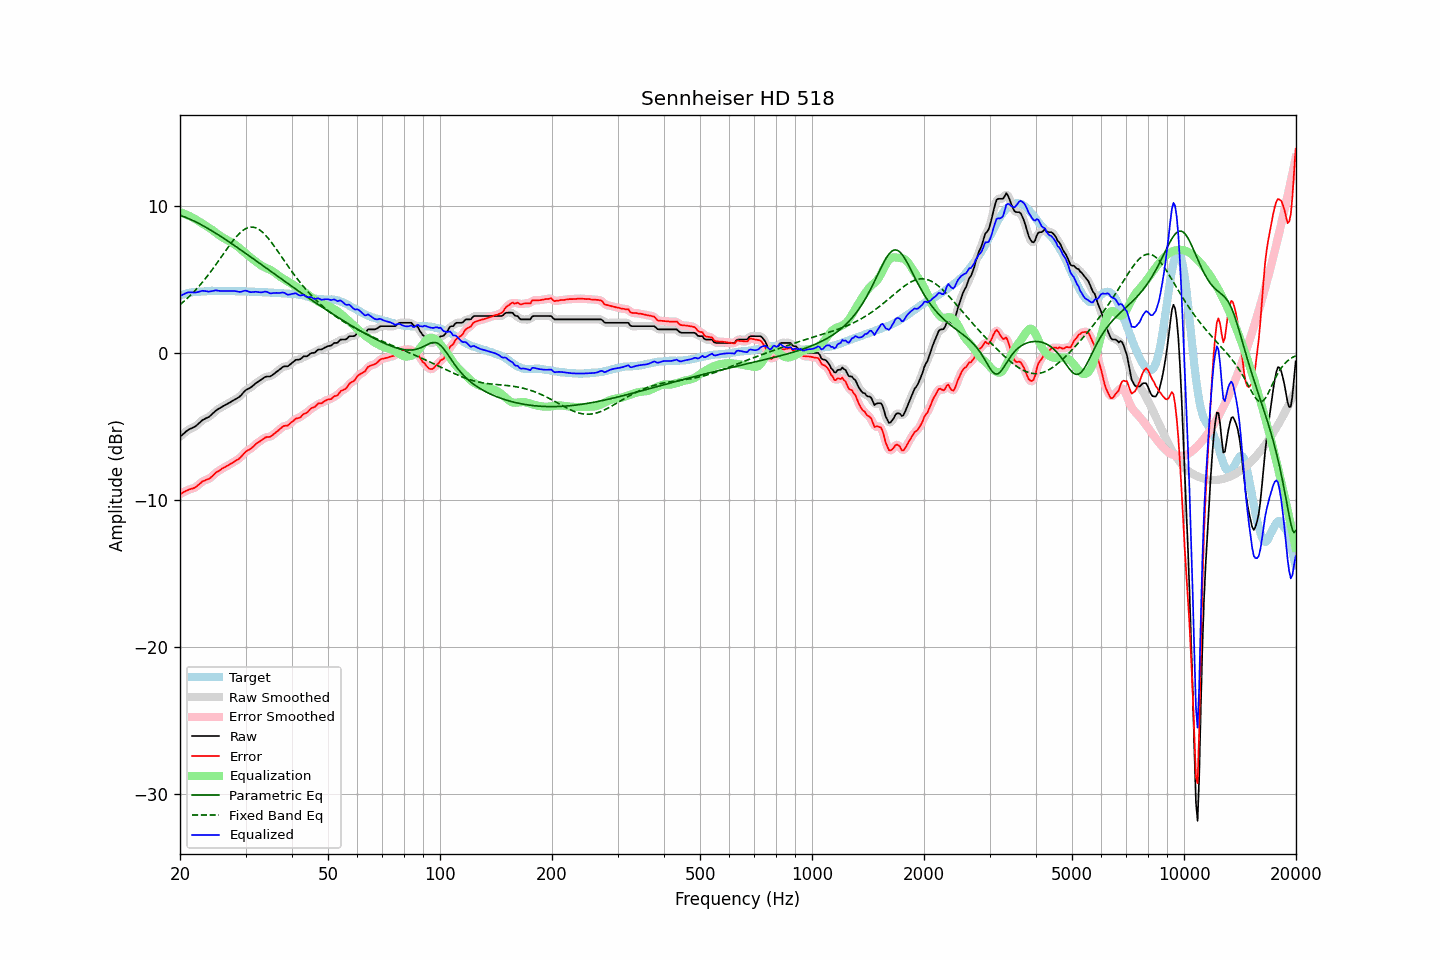 Sennheiser HD 518
10
0
−10
−20
−30
Amplitude (dBr)
Target
Raw Smoothed
Error Smoothed
Raw
Error
Equalization
Parametric Eq
Fixed Band Eq
Equalized
20 50 100 200 500 1000 2000 5000 10000 20000
Frequency (Hz)